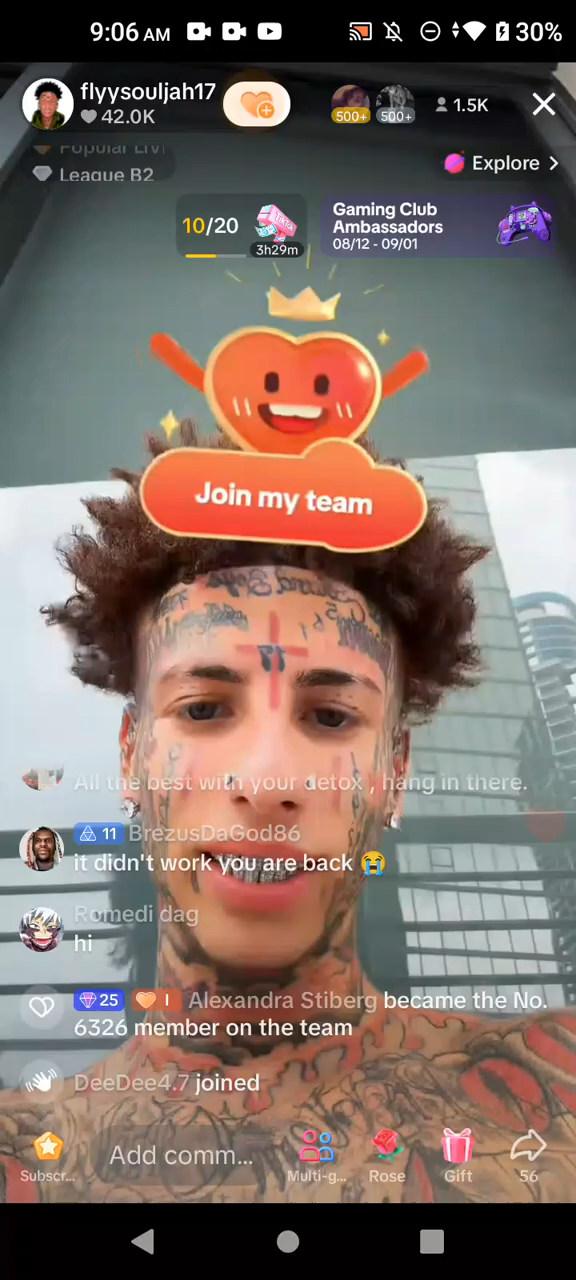 9:06 AM
30%
flyysouljah17
42.0K
500+
500+
1.5K
Popular LIVE
League B2
Explore >
10/20
TikTok
3h29m
Gaming Club
Ambassadors
08/12 - 09/01
Join my team
17
All the best with your detox , hang in there.
11 BrezusDaGod86
it didn't work you are back 😭
Romedi dag
hi
25 I Alexandra Stiberg became the No.
6326 member on the team
DeeDee4.7 joined
Add comm...
Subscr...
Multi-g...
Rose
Gift
56